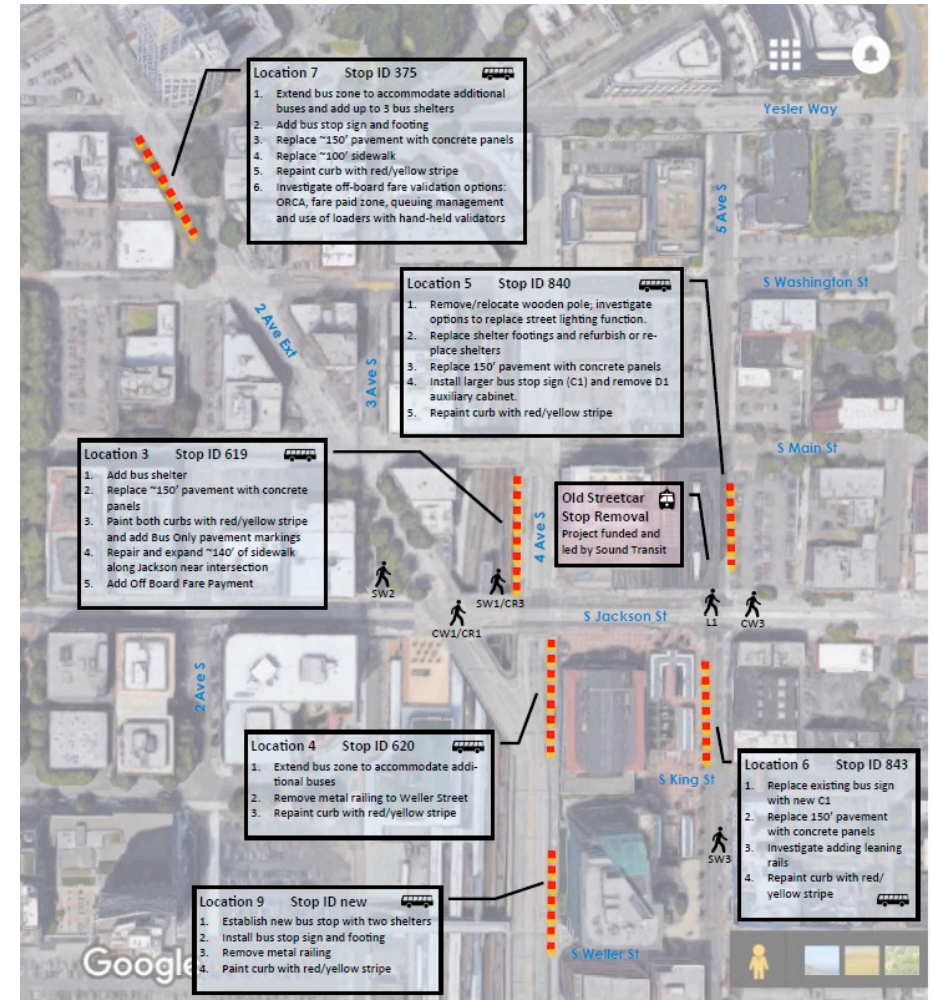 Location 7 Stop ID 375
1. Extend bus zone to accommodate additional
buses and add up to 3 bus shelters
2. Add bus stop sign and footing
3. Replace ~150' pavement with concrete panels
4. Replace ~100' sidewalk
5. Repaint curb with red/yellow stripe
6. Investigate off-board fare validation options:
ORCA, fare paid zone, queuing management
and use of loaders with hand-held validators
Yesler Way
5 Ave S
Location 5 Stop ID 840
1. Remove/relocate wooden pole; investigate
options to replace street lighting function.
2. Replace shelter footings and refurbish or re-
place shelters
3. Replace 150' pavement with concrete panels
4. Install larger bus stop sign (C1) and remove D1
auxiliary cabinet.
5. Repaint curb with red/yellow stripe
S Washington St
2 Ave Ext
3 Ave S
S Main St
Location 3 Stop ID 619
1. Add bus shelter
2. Replace ~150' pavement with concrete
panels
3. Paint both curbs with red/yellow stripe
and add Bus Only pavement markings
4. Repair and expand ~140' of sidewalk
along Jackson near intersection
5. Add Off Board Fare Payment
4 Ave S
Old Streetcar
Stop Removal
Project funded and
led by Sound Transit
SW2
SW1/CR3
CW1/CR1
S Jackson St
L1
CW3
2 Ave S
Location 4 Stop ID 620
1. Extend bus zone to accommodate addi-
tional buses
2. Remove metal railing to Weller Street
3. Repaint curb with red/yellow stripe
S King St
Location 6 Stop ID 843
1. Replace existing bus sign
with new C1
2. Replace 150' pavement
with concrete panels
3. Investigate adding leaning
rails
4. Repaint curb with red/
yellow stripe
SW3
Location 9 Stop ID new
1. Establish new bus stop with two shelters
2. Install bus stop sign and footing
3. Remove metal railing
4. Paint curb with red/yellow stripe
S Weller St
Google